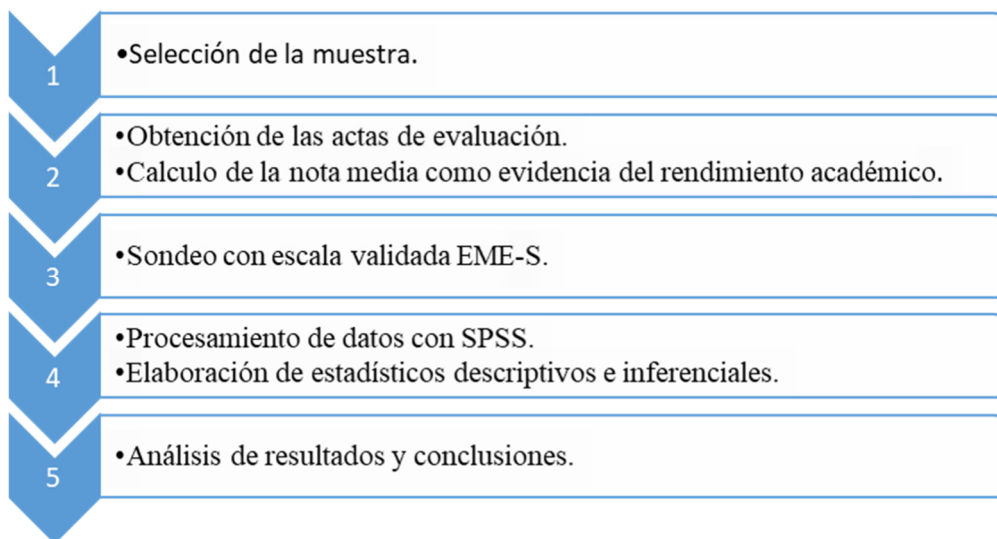 1
•Selección de la muestra.
2
•Obtención de las actas de evaluación.
•Calculo de la nota media como evidencia del rendimiento académico.
3
•Sondeo con escala validada EME-S.
4
•Procesamiento de datos con SPSS.
•Elaboración de estadísticos descriptivos e inferenciales.
5
•Análisis de resultados y conclusiones.